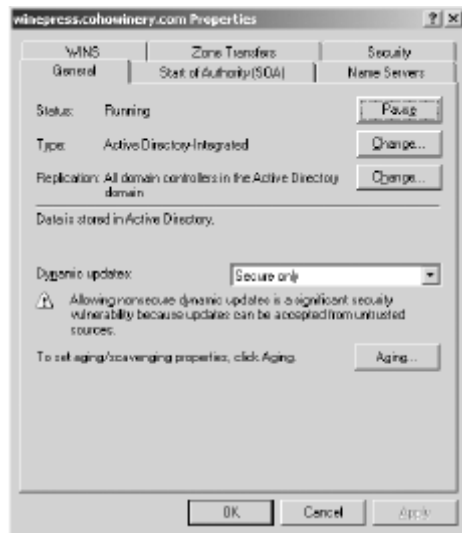 winepress.cohowinery.com Properties
WINS Zone Transfers Security
General Start of Authority (SOA) Name Servers
Status: Running Pause
Type: Active Directory-Integrated Change...
Replication: All domain controllers in the Active Directory domain Change...
Data is stored in Active Directory.
Dynamic updates: Secure only
Allowing nonsecure dynamic updates is a significant security
vulnerability because updates can be accepted from untrusted
sources.
To set aging/scavenging properties, click Aging. Aging...
OK Cancel Apply